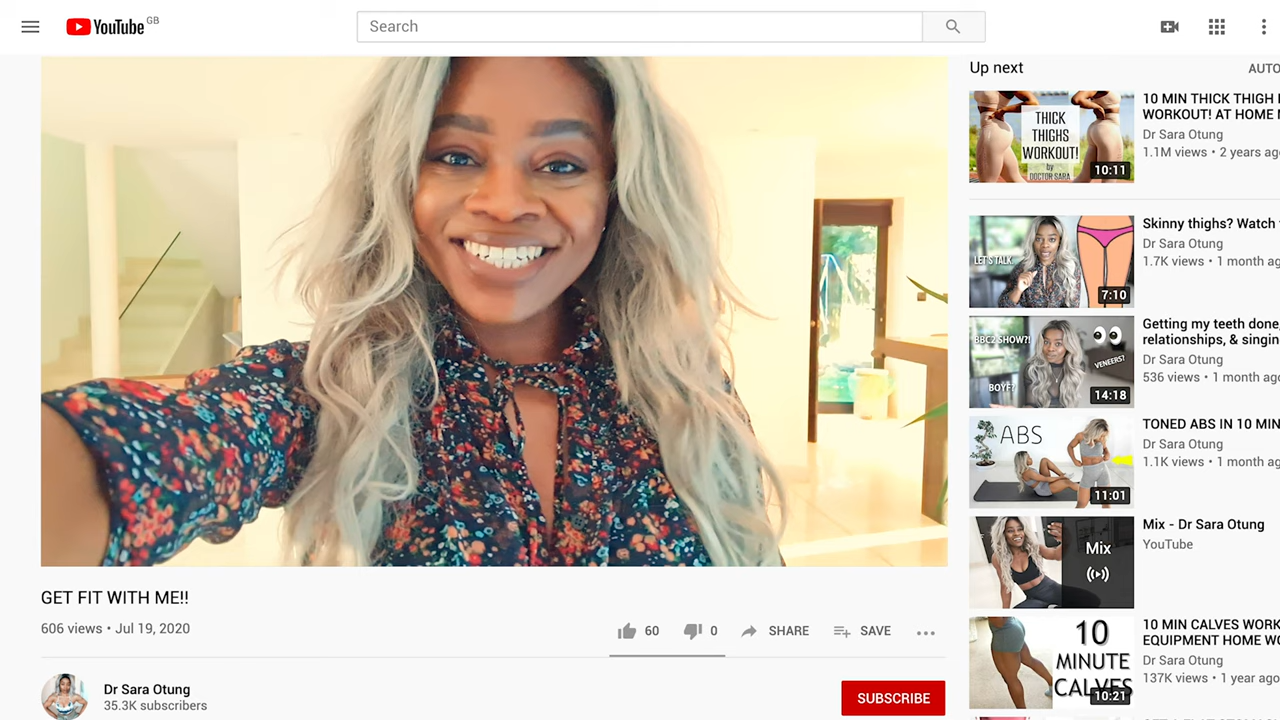 YouTube GB
Search
Up next
AUTO
THICK
THIGHS
WORKOUT!
by
DOCTOR SARA
10:11
10 MIN THICK THIGH
WORKOUT! AT HOME
Dr Sara Otung
1.1M views • 2 years ago
LET'S TALK
7:10
Skinny thighs? Watch
Dr Sara Otung
1.7K views • 1 month ag
BBC2 SHOW?!
VENEERS?
BOYF?
14:18
Getting my teeth done,
relationships, & singin
Dr Sara Otung
536 views • 1 month ago
ABS
11:01
TONED ABS IN 10 MIN
Dr Sara Otung
1.1K views • 1 month ag
Mix
Mix - Dr Sara Otung
YouTube
10
MINUTE
CALVES
10:21
10 MIN CALVES WORK
EQUIPMENT HOME WO
Dr Sara Otung
137K views • 1 year ago
GET FIT WITH ME!!
606 views • Jul 19, 2020
60
0
SHARE
SAVE
Dr Sara Otung
35.3K subscribers
SUBSCRIBE